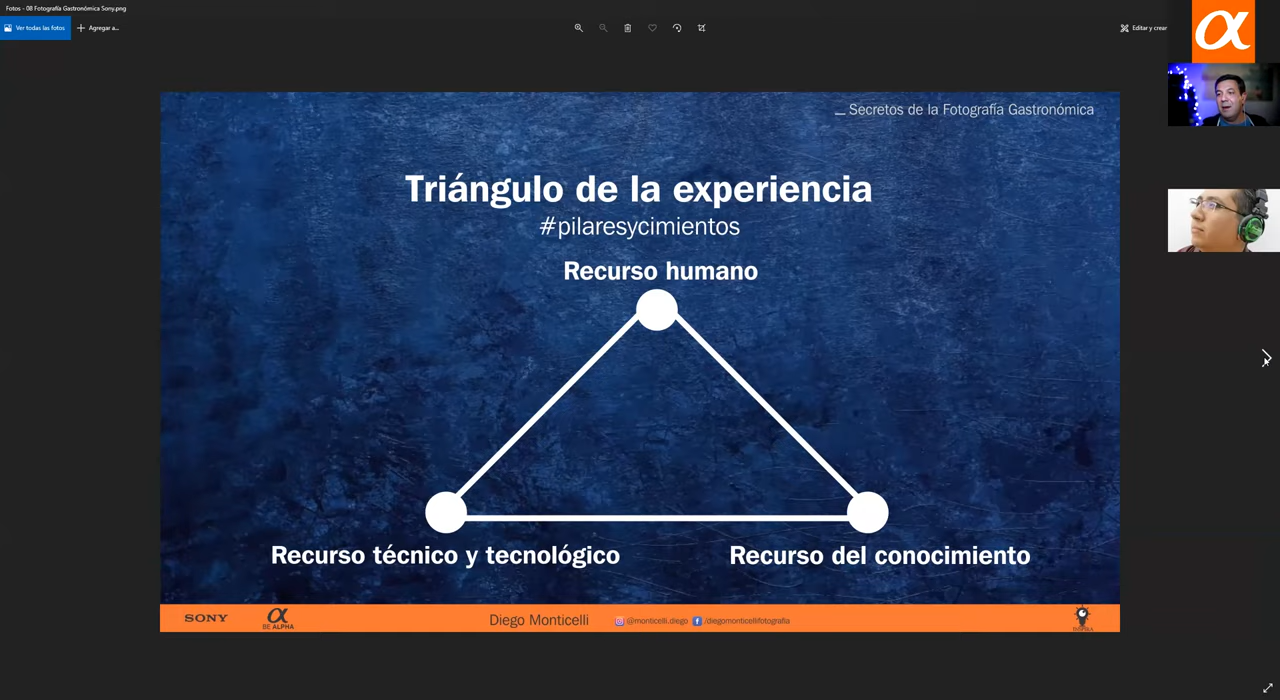 Fotos - 08 Fotografía Gastronómica Sony.png
Ver todas las fotos
Agregar a...
Editar y crear
α
_ Secretos de la Fotografía Gastronómica
Triángulo de la experiencia
#pilaresycimientos
Recurso humano
Recurso técnico y tecnológico
Recurso del conocimiento
SONY
α
BE ALPHA
Diego Monticelli
@monticelli.diego
/diegomonticellifotografia